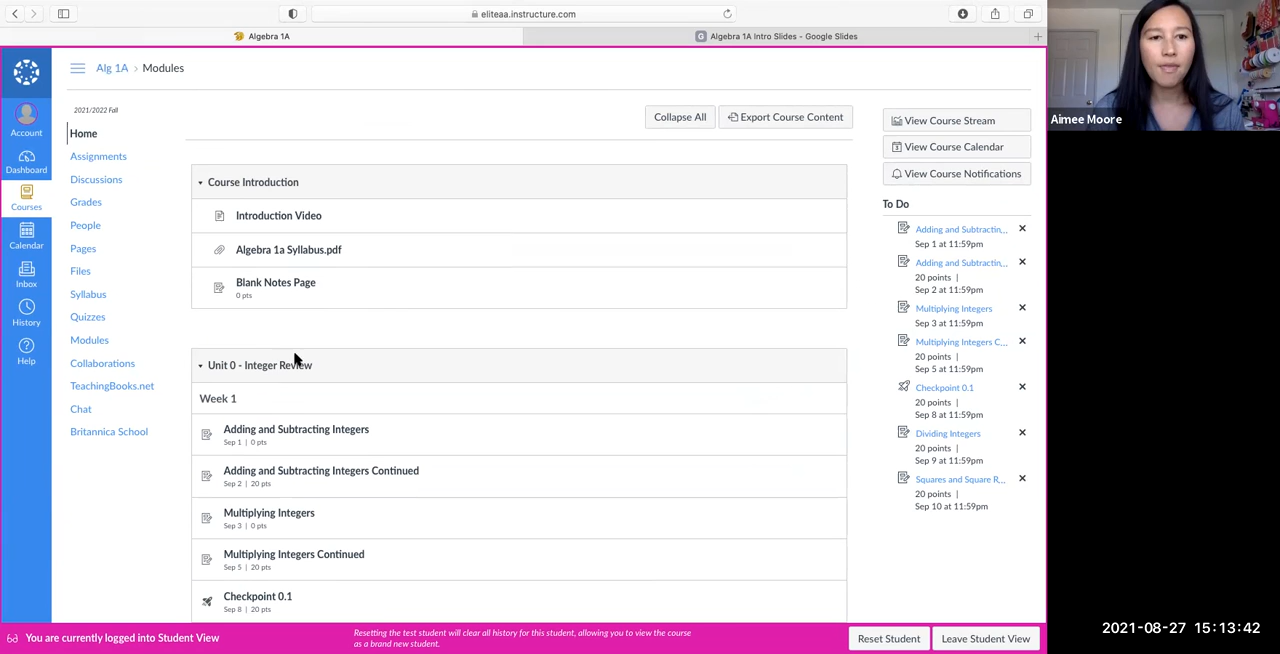 eliteaa.instructure.com
Algebra 1A
G Algebra 1A Intro Slides - Google Slides
Alg 1A > Modules
Account
Dashboard
Courses
Calendar
Inbox
History
Help
2021/2022 Fall
Home
Assignments
Discussions
Grades
People
Pages
Files
Syllabus
Quizzes
Modules
Collaborations
TeachingBooks.net
Chat
Britannica School
Collapse All
Export Course Content
Course Introduction
Introduction Video
Algebra 1a Syllabus.pdf
Blank Notes Page
0 pts
Unit 0 - Integer Review
Week 1
Adding and Subtracting Integers
Sep 1 | 0 pts
Adding and Subtracting Integers Continued
Sep 2 | 20 pts
Multiplying Integers
Sep 3 | 0 pts
Multiplying Integers Continued
Sep 5 | 20 pts
Checkpoint 0.1
Sep 8 | 20 pts
View Course Stream
View Course Calendar
View Course Notifications
To Do
Adding and Subtractin...
Sep 1 at 11:59pm
Adding and Subtractin...
20 points |
Sep 2 at 11:59pm
Multiplying Integers
Sep 3 at 11:59pm
Multiplying Integers C...
20 points |
Sep 5 at 11:59pm
Checkpoint 0.1
20 points |
Sep 8 at 11:59pm
Dividing Integers
20 points |
Sep 9 at 11:59pm
Squares and Square R...
20 points |
Sep 10 at 11:59pm
You are currently logged into Student View
Resetting the test student will clear all history for this student, allowing you to view the course
as a brand new student.
Reset Student
Leave Student View
Aimee Moore
2021-08-27 15:13:42